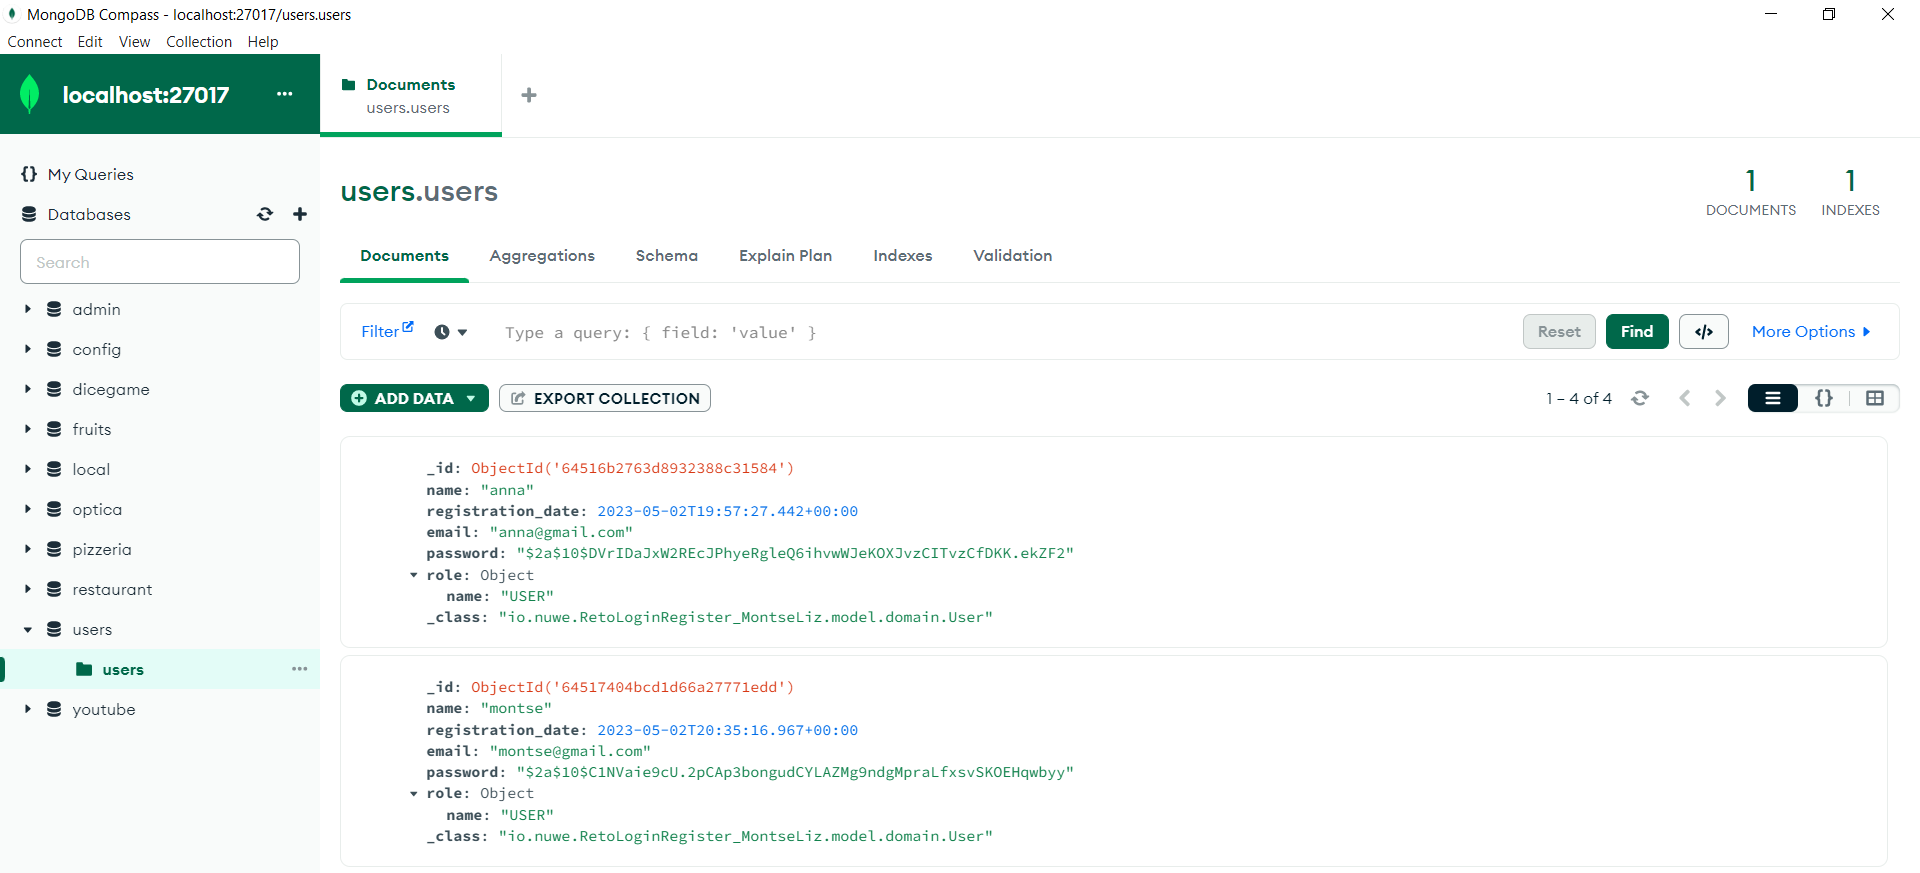 MongoDB Compass - localhost:27017/users.users
Connect Edit View Collection Help
localhost:27017 ···
Documents
users.users
+
{} My Queries
Databases
Search
admin
config
dicegame
fruits
local
optica
pizzeria
restaurant
users
users ···
youtube
users.users
1
DOCUMENTS
1
INDEXES
Documents Aggregations Schema Explain Plan Indexes Validation
Filter Type a query: { field: 'value' } Reset Find </> More Options
ADD DATA EXPORT COLLECTION 1 – 4 of 4 {}
_id: ObjectId('64516b2763d8932388c31584')
name: "anna"
registration_date: 2023-05-02T19:57:27.442+00:00
email: "anna@gmail.com"
password: "$2a$10$DVrIDaJxW2REcJPhyeRgleQ6ihvwWJeKOXJvzCITvzCfDKK.ekZF2"
role: Object
name: "USER"
_class: "io.nuwe.RetoLoginRegister_MontseLiz.model.domain.User"
_id: ObjectId('64517404bcd1d66a27771edd')
name: "montse"
registration_date: 2023-05-02T20:35:16.967+00:00
email: "montse@gmail.com"
password: "$2a$10$C1NVaie9cU.2pCAp3bongudCYLAZMg9ndgMpraLfxsvSKOEHqwbyy"
role: Object
name: "USER"
_class: "io.nuwe.RetoLoginRegister_MontseLiz.model.domain.User"